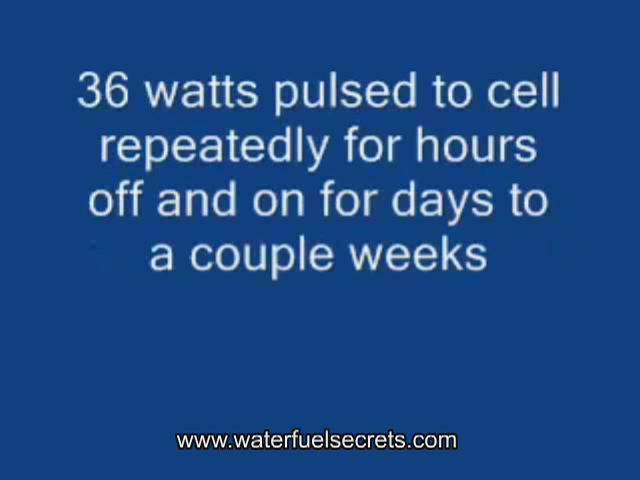 36 watts pulsed to cell
repeatedly for hours
off and on for days to
a couple weeks
www.waterfuelsecrets.com